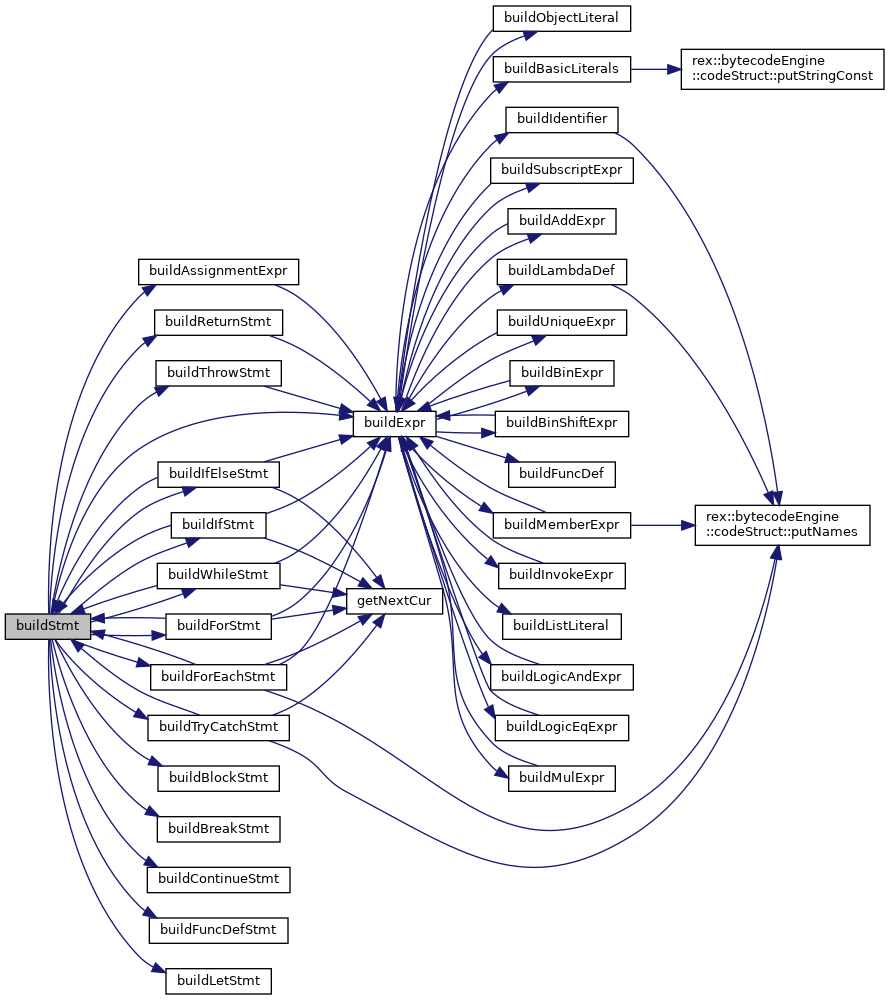 buildObjectLiteral
buildBasicLiterals
rex::bytecodeEngine
::codeStruct::putStringConst
buildIdentifier
buildSubscriptExpr
buildAddExpr
buildAssignmentExpr
buildLambdaDef
buildReturnStmt
buildUniqueExpr
buildThrowStmt
buildBinExpr
buildExpr
buildBinShiftExpr
buildIfElseStmt
buildFuncDef
buildIfStmt
buildMemberExpr
rex::bytecodeEngine
::codeStruct::putNames
buildWhileStmt
buildInvokeExpr
getNextCur
buildStmt
buildForStmt
buildListLiteral
buildForEachStmt
buildLogicAndExpr
buildTryCatchStmt
buildLogicEqExpr
buildBlockStmt
buildMulExpr
buildBreakStmt
buildContinueStmt
buildFuncDefStmt
buildLetStmt